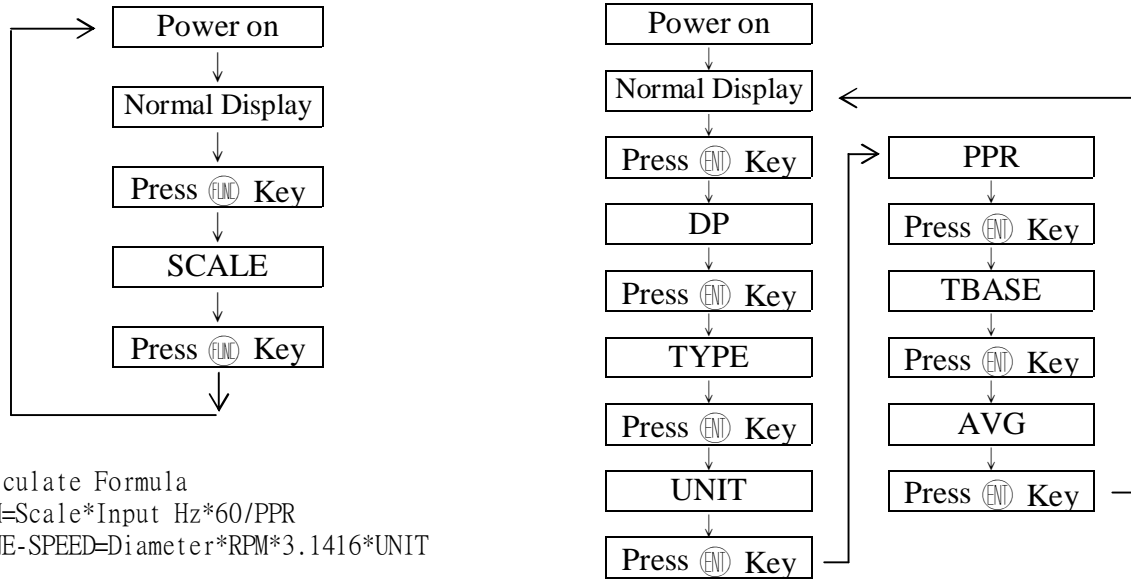 Power on
Normal Display
Press FUNC Key
SCALE
Press FUNC Key
culate Formula
=Scale*Input Hz*60/PPR
E-SPEED=Diameter*RPM*3.1416*UNIT
Power on
Normal Display
Press ENT Key
DP
Press ENT Key
TYPE
Press ENT Key
UNIT
Press ENT Key
PPR
Press ENT Key
TBASE
Press ENT Key
AVG
Press ENT Key